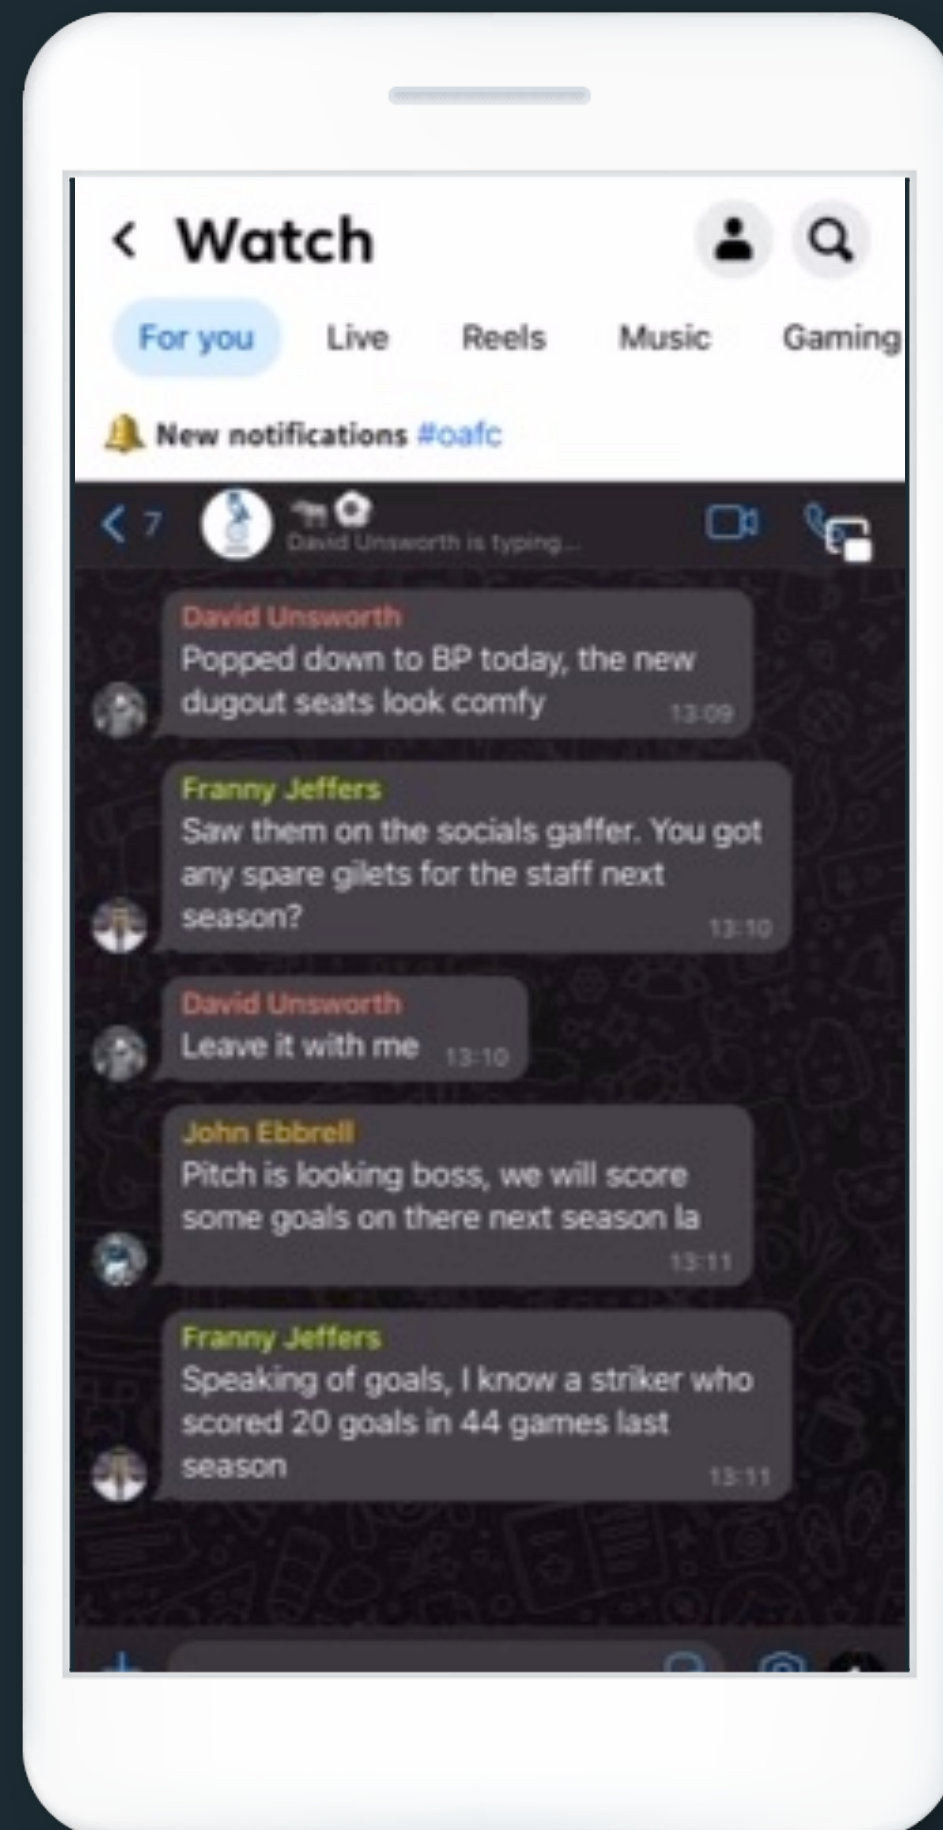 Watch
For you Live Reels Music Gaming
New notifications #oafc
7
David Unsworth is typing...
David Unsworth
Popped down to BP today, the new
dugout seats look comfy
13:09
Franny Jeffers
Saw them on the socials gaffer. You got
any spare gilets for the staff next
season?
13:10
David Unsworth
Leave it with me 13:10
John Ebbrell
Pitch is looking boss, we will score
some goals on there next season la
13:11
Franny Jeffers
Speaking of goals, I know a striker who
scored 20 goals in 44 games last
season
13:11